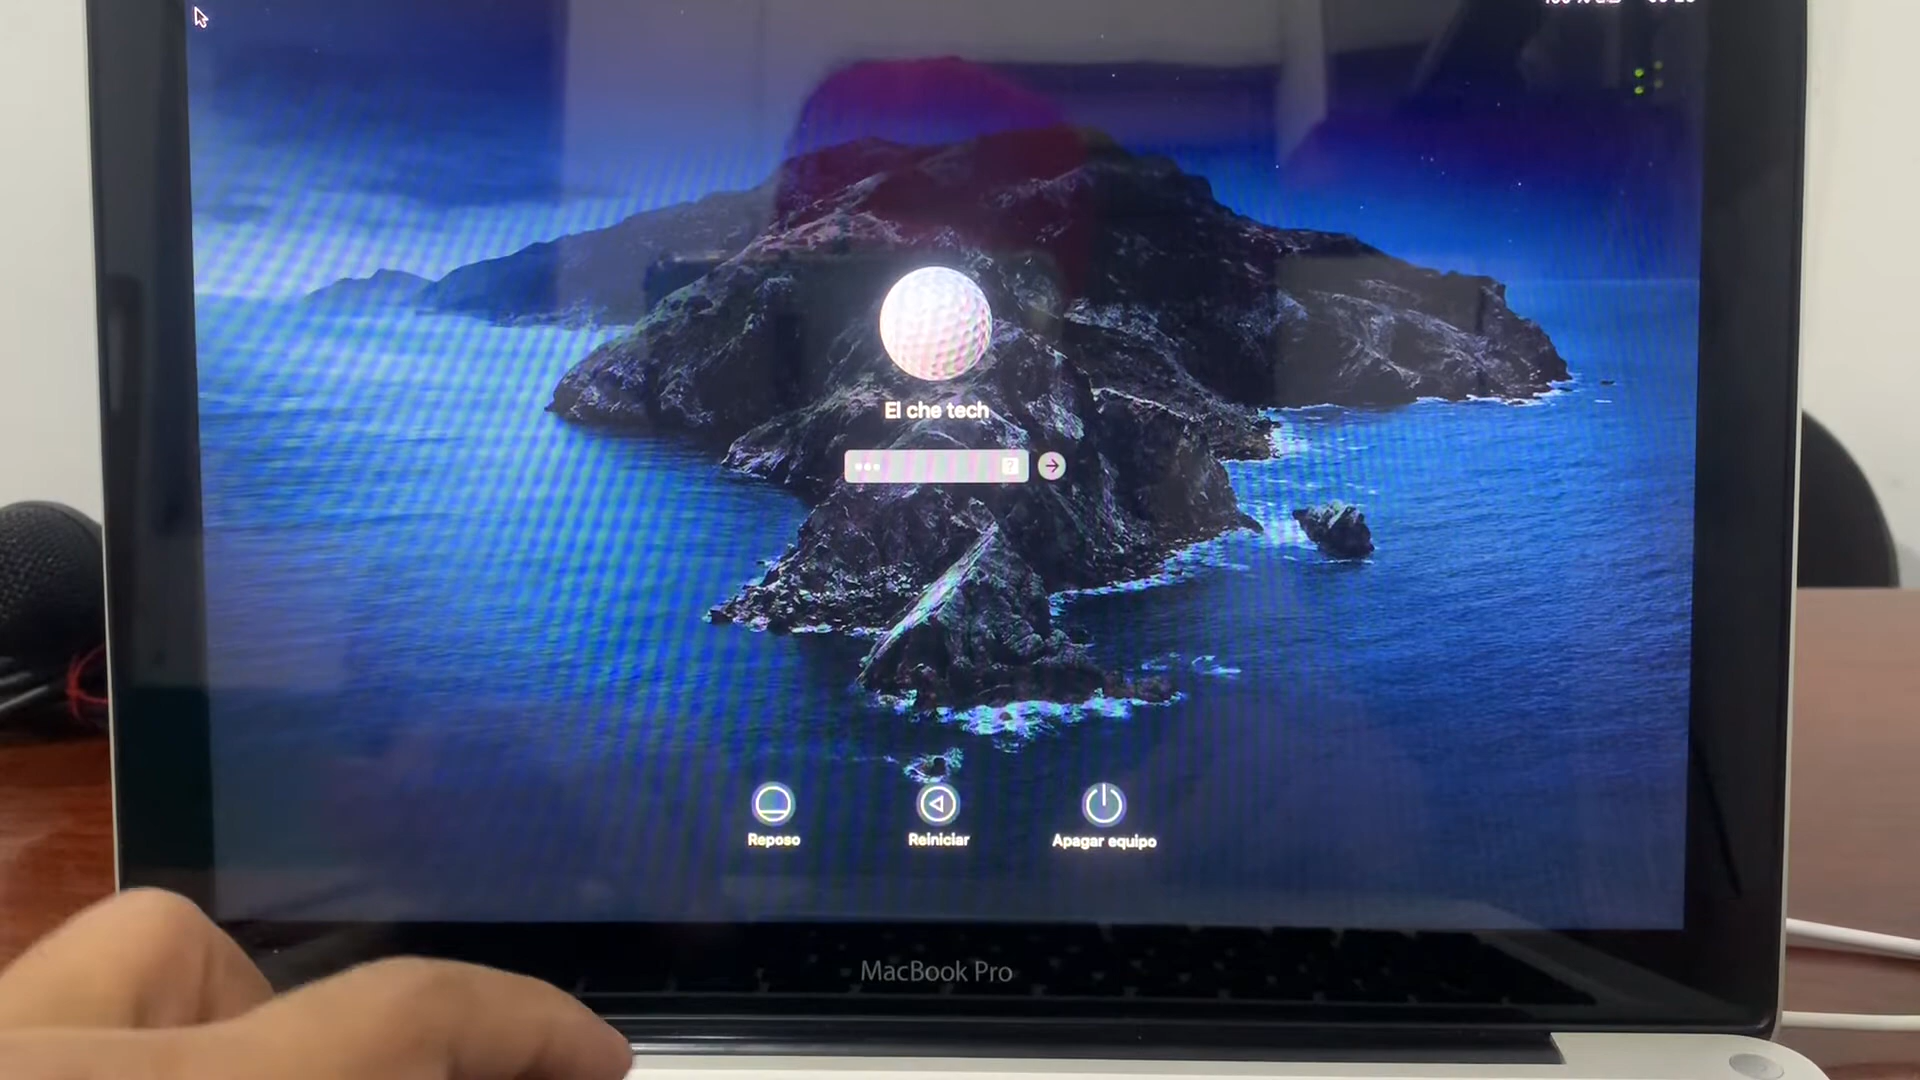 El che tech
?
Reposo
Reiniciar
Apagar equipo
MacBook Pro